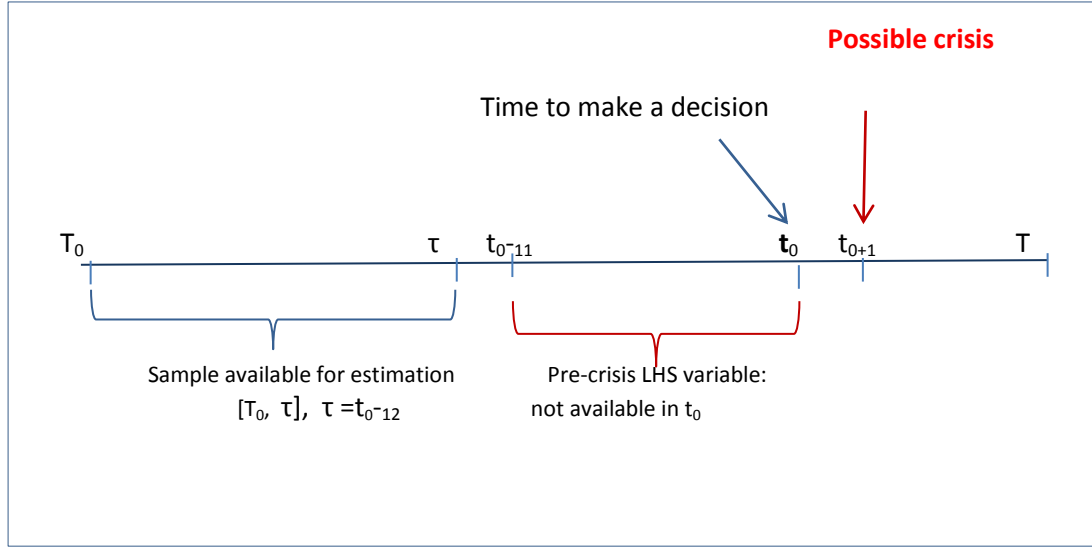 Possible crisis
Time to make a decision
T₀ τ t₀₋₁₁ t₀ t₀₊₁ T
Sample available for estimation
[T₀, τ], τ =t₀₋₁₂
Pre-crisis LHS variable:
not available in t₀